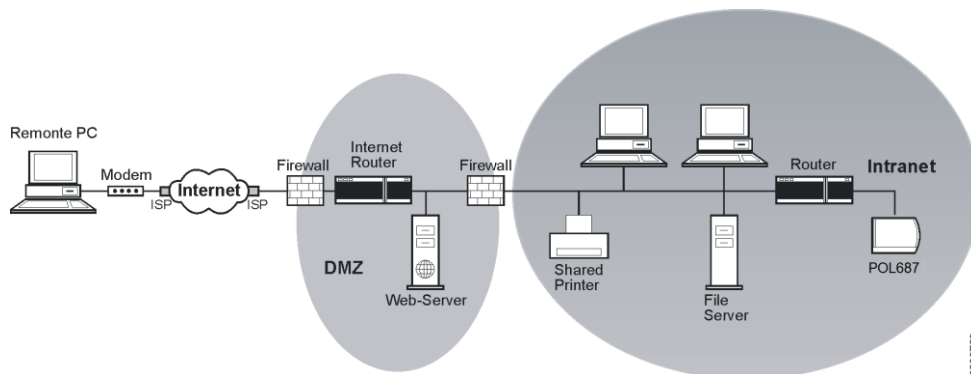 Remonte PC
Modem
ISP
Internet
ISP
Firewall
Internet
Router
DMZ
Web-Server
Firewall
Shared
Printer
File
Server
Router
Intranet
POL687